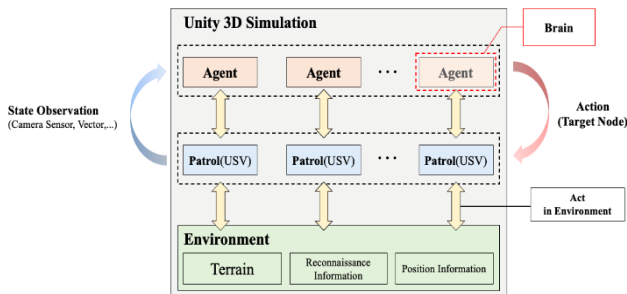 Unity 3D Simulation
Brain
Agent
Agent
...
Agent
State Observation
(Camera Sensor, Vector,...)
Action
(Target Node)
Patrol(USV)
Patrol(USV)
...
Patrol(USV)
Act
in Environment
Environment
Terrain
Reconnaissance
Information
Position Information